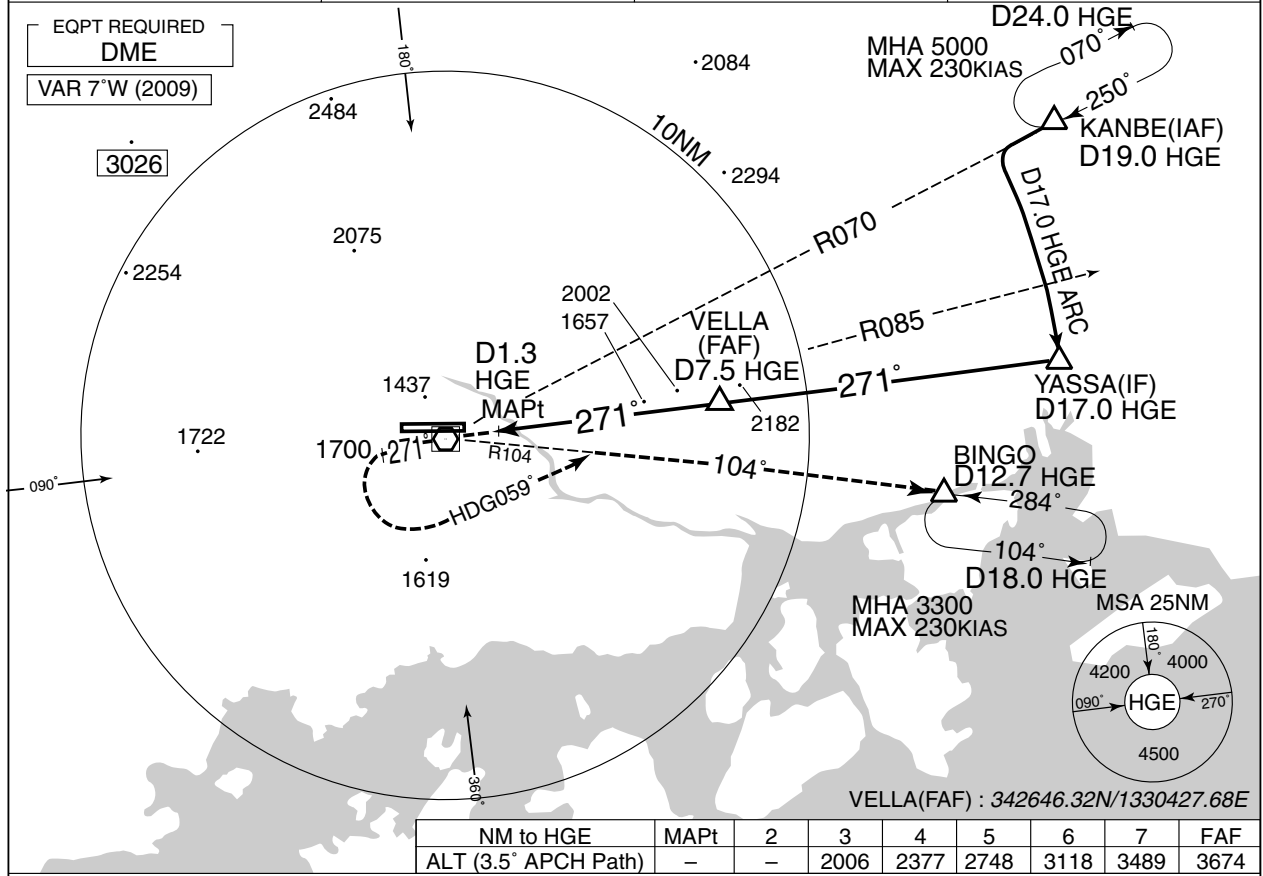 EQPT REQUIRED
DME
VAR 7°W (2009)
180°
2484
3026
2084
10NM
2294
D24.0 HGE
MHA 5000
MAX 230KIAS
070°
250°
KANBE(IAF)
D19.0 HGE
D17.0 HGE ARC
R070
R085
2075
2254
2002
1657
VELLA
(FAF)
D7.5 HGE
271°
YASSA(IF)
D17.0 HGE
D1.3
HGE
MAPt
1437
271°
2182
1722
1700
271°
R104
104°
BINGO
D12.7 HGE
284°
104°
D18.0 HGE
090°
HDG059°
1619
MHA 3300
MAX 230KIAS
MSA 25NM
180°
4200
4000
090°
HGE
270°
4500
360°
VELLA(FAF) : 342646.32N/1330427.68E
NM to HGE MAPt 2 3 4 5 6 7 FAF
ALT (3.5° APCH Path) – – 2006 2377 2748 3118 3489 3674